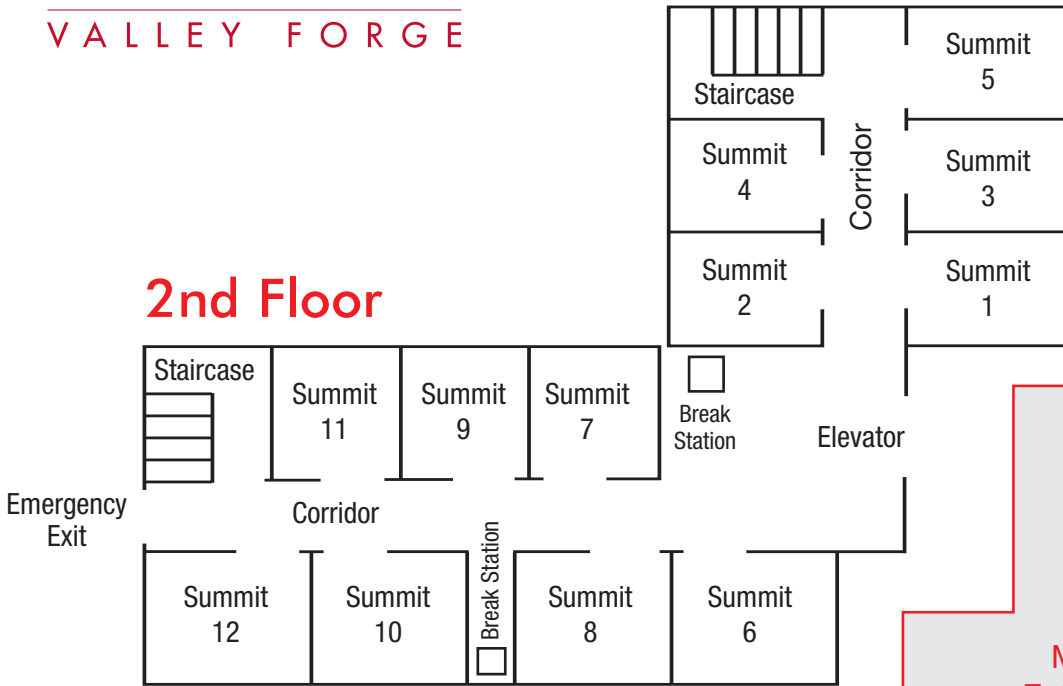 VALLEY FORGE
Summit
5
Staircase
Summit
4
Corridor
Summit
3
Summit
2
Summit
1
2nd Floor
Staircase
Summit
11
Summit
9
Summit
7
Break
Station
Elevator
Emergency
Exit
Corridor
Break Station
Summit
12
Summit
10
Summit
8
Summit
6